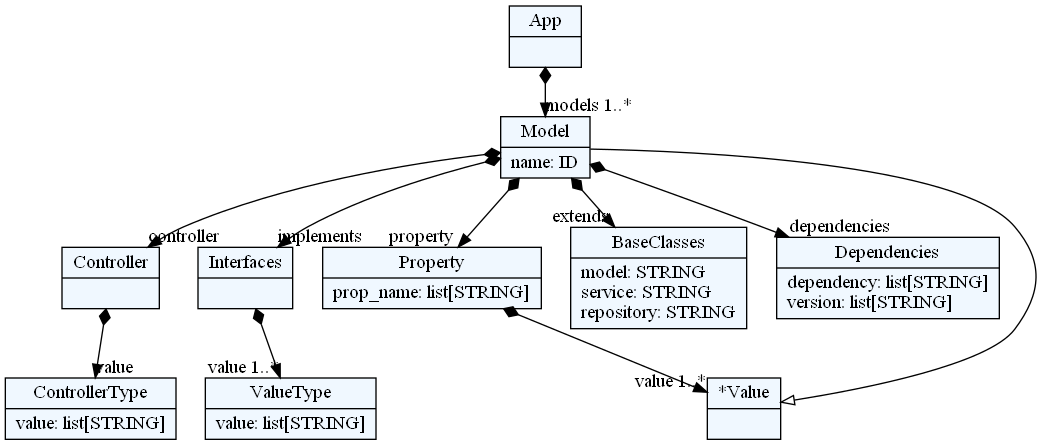 App
models 1..*
Model
name: ID
controller
implements
property
extends
dependencies
Controller
Interfaces
Property
prop_name: list[STRING]
BaseClasses
model: STRING
service: STRING
repository: STRING
Dependencies
dependency: list[STRING]
version: list[STRING]
value
value 1..*
value 1..*
ControllerType
value: list[STRING]
ValueType
value: list[STRING]
*Value